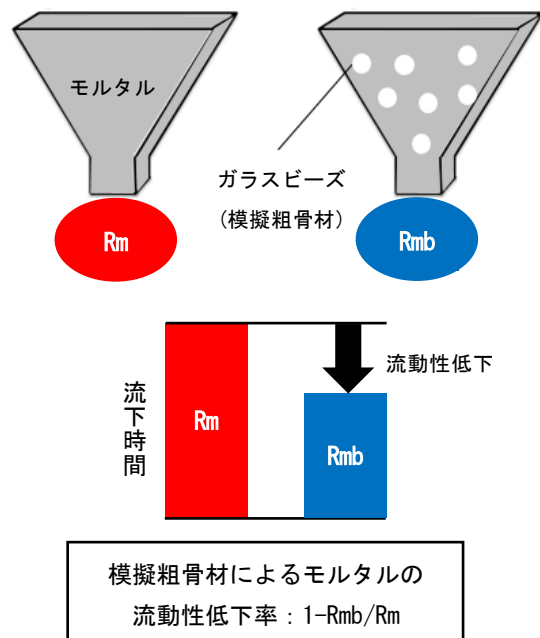 モルタル
ガラスビーズ
(模擬粗骨材)
Rm
Rmb
流動性低下
流下時間
Rm
Rmb
模擬粗骨材によるモルタルの
流動性低下率：1-Rmb/Rm